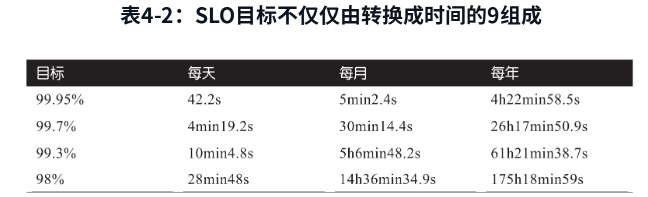 表4-2：SLO目标不仅仅由转换成时间的9组成
目标 每天 每月 每年
99.95% 42.2s 5min2.4s 4h22min58.5s
99.7% 4min19.2s 30min14.4s 26h17min50.9s
99.3% 10min4.8s 5h6min48.2s 61h21min38.7s
98% 28min48s 14h36min34.9s 175h18min59s